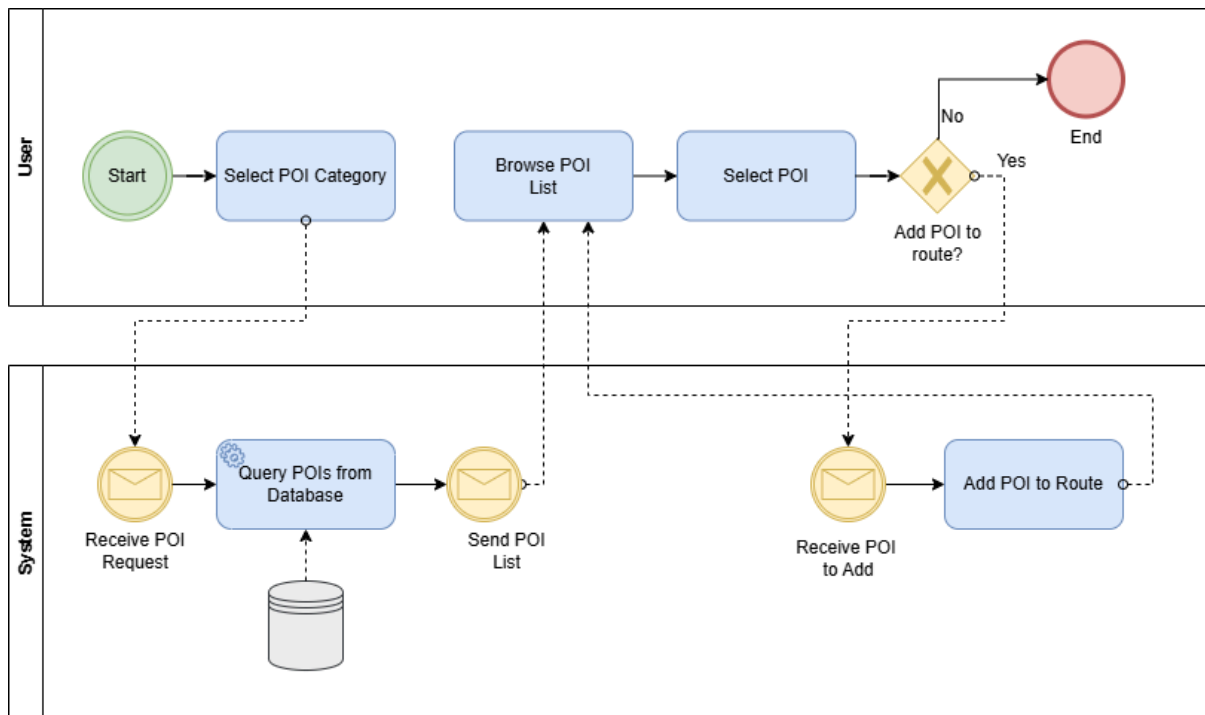 User
Start
Select POI Category
Browse POI
List
Select POI
No
Yes
End
Add POI to
route?
System
Receive POI
Request
Query POIs from
Database
Send POI
List
Receive POI
to Add
Add POI to Route